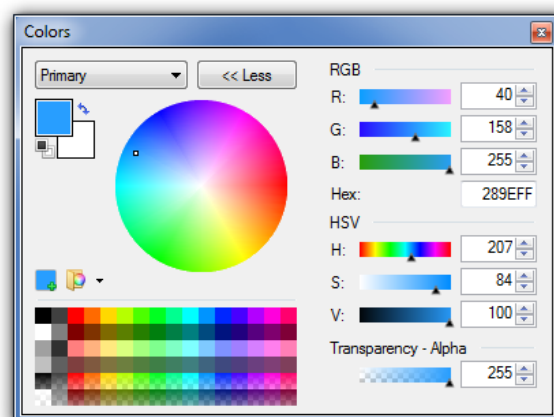 Colors
Primary
<< Less
RGB
R: 40
G: 158
B: 255
Hex: 289EFF
HSV
H: 207
S: 84
V: 100
Transparency - Alpha
255